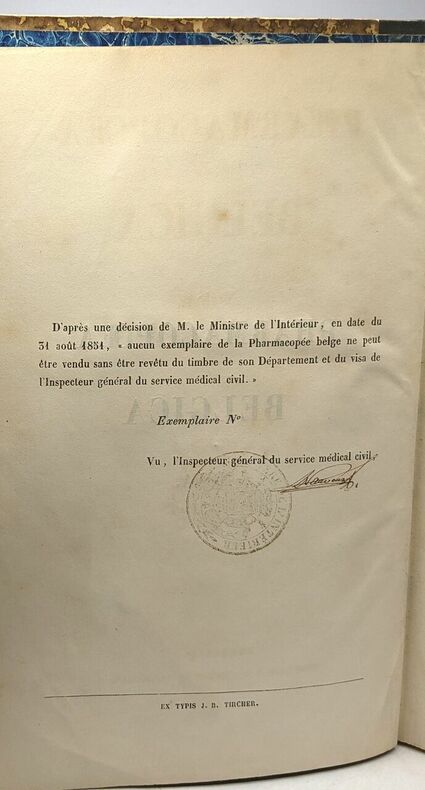 D'après une décision de M. le Ministre de l'Intérieur, en date du
31 août 1851, « aucun exemplaire de la Pharmacopée belge ne peut
être vendu sans être revêtu du timbre de son Département et du visa de
l'Inspecteur général du service médical civil. »
Exemplaire N°
Vu, l'Inspecteur général du service médical civil,
EX TYPIS J. B. TIRCHER.